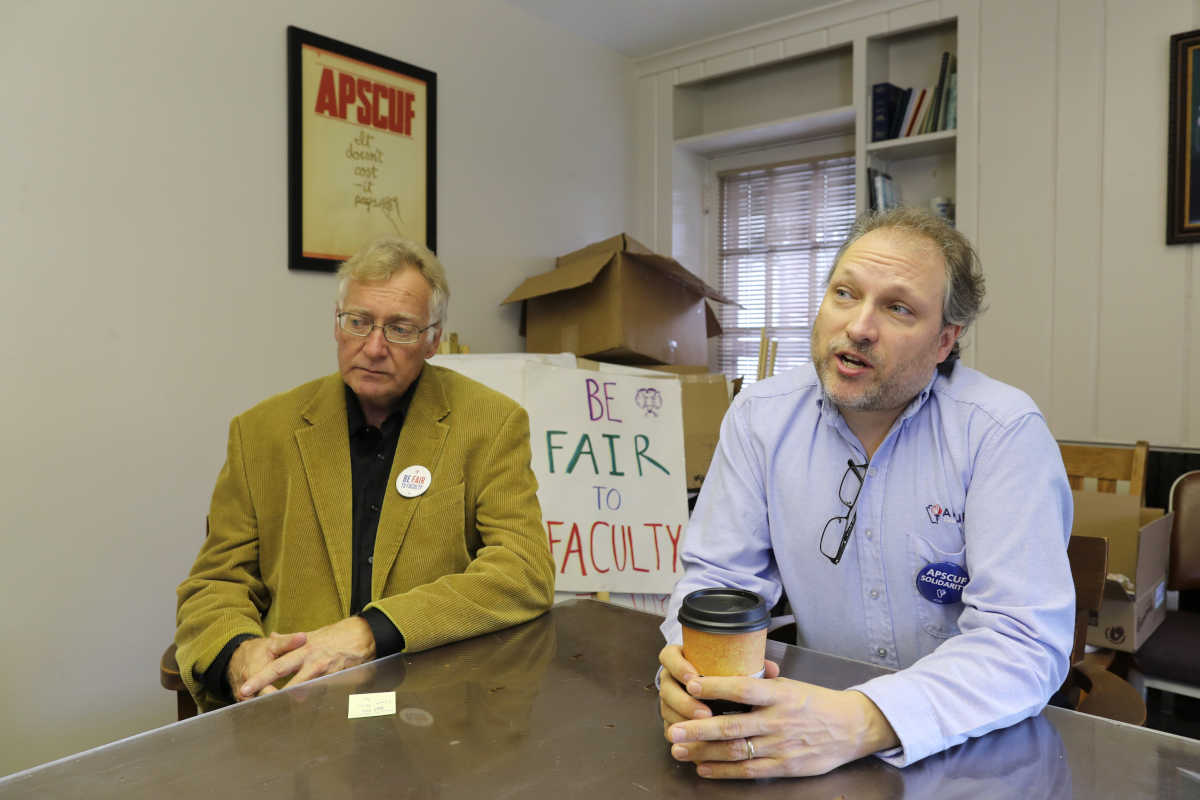 APSCUF
It
doesn't
cost
-it
pays
BE
FAIR
TO
FACULTY
BE FAIR
TO FACULTY
APSCUF
SOLIDARITY